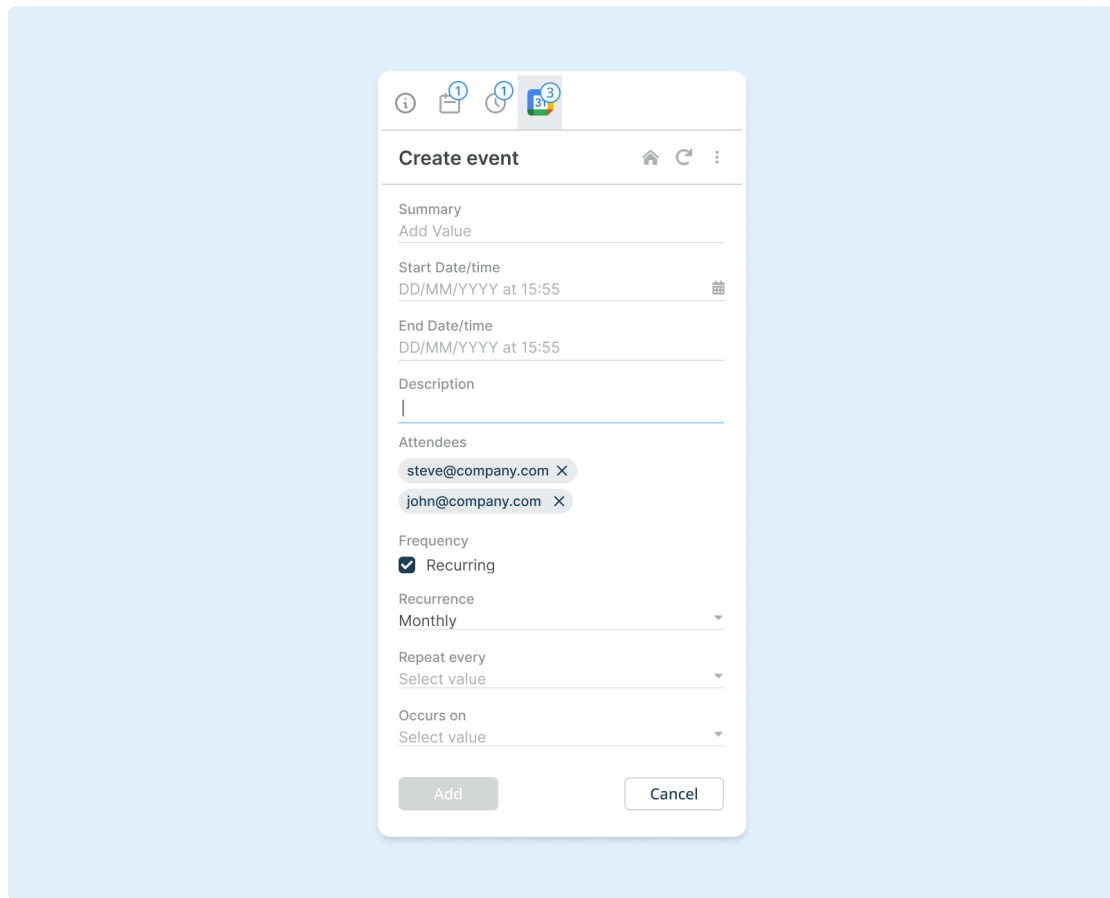 1
1
31
3
Create event
Summary
Add Value
Start Date/time
DD/MM/YYYY at 15:55
End Date/time
DD/MM/YYYY at 15:55
Description
Attendees
steve@company.com
john@company.com
Frequency
Recurring
Recurrence
Monthly
Repeat every
Select value
Occurs on
Select value
Add
Cancel